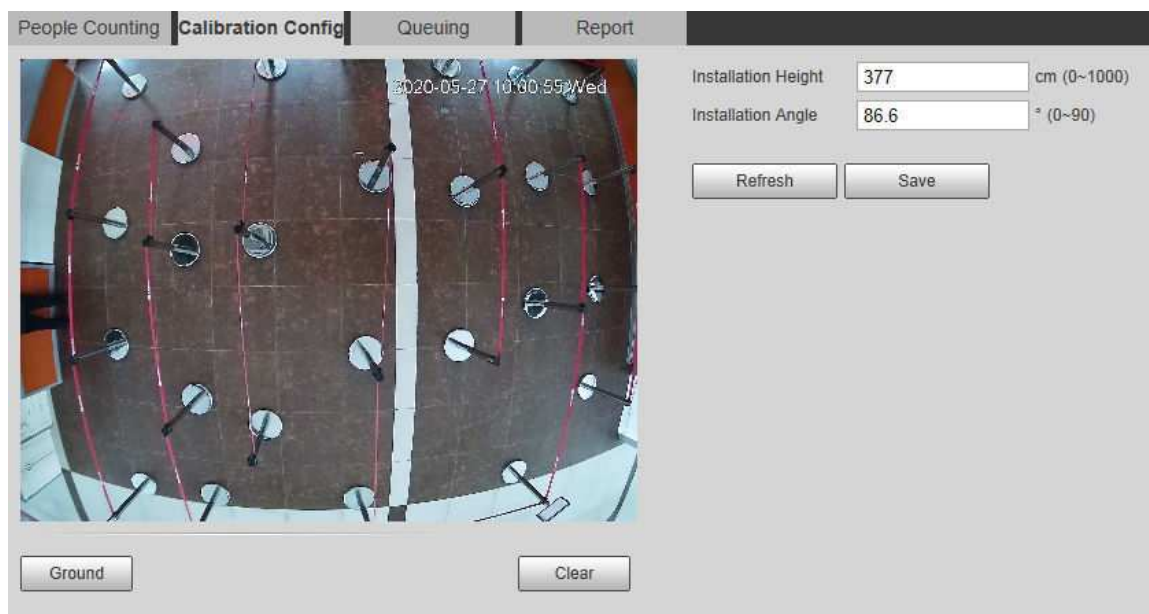 People Counting Calibration Config Queuing Report
2020-05-27 10:00:55 Wed
Installation Height 377 cm (0~1000)
Installation Angle 86.6 ° (0~90)
Refresh Save
Ground Clear